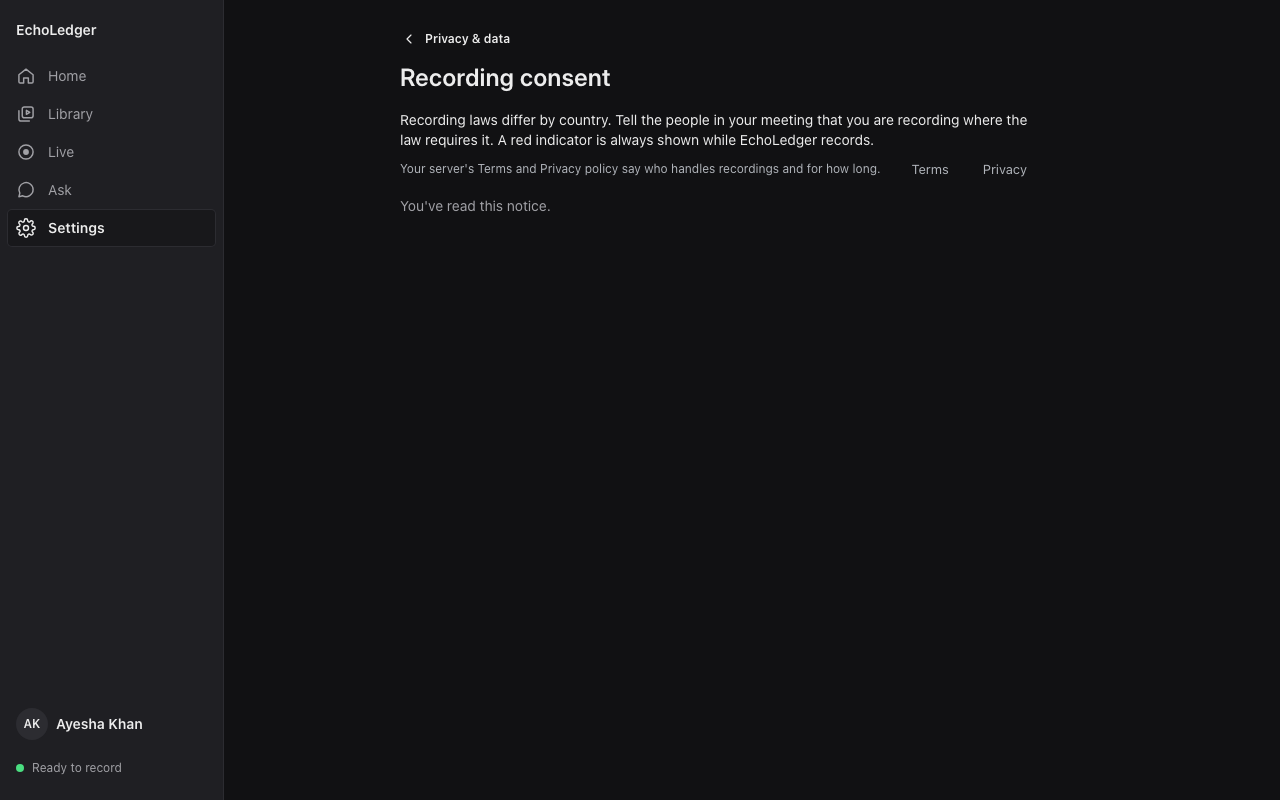 EchoLedger
Home
Library
Live
Ask
Settings
AK
Ayesha Khan
Ready to record
Privacy & data
Recording consent
Recording laws differ by country. Tell the people in your meeting that you are recording where the
law requires it. A red indicator is always shown while EchoLedger records.
Your server's Terms and Privacy policy say who handles recordings and for how long. Terms Privacy
You've read this notice.